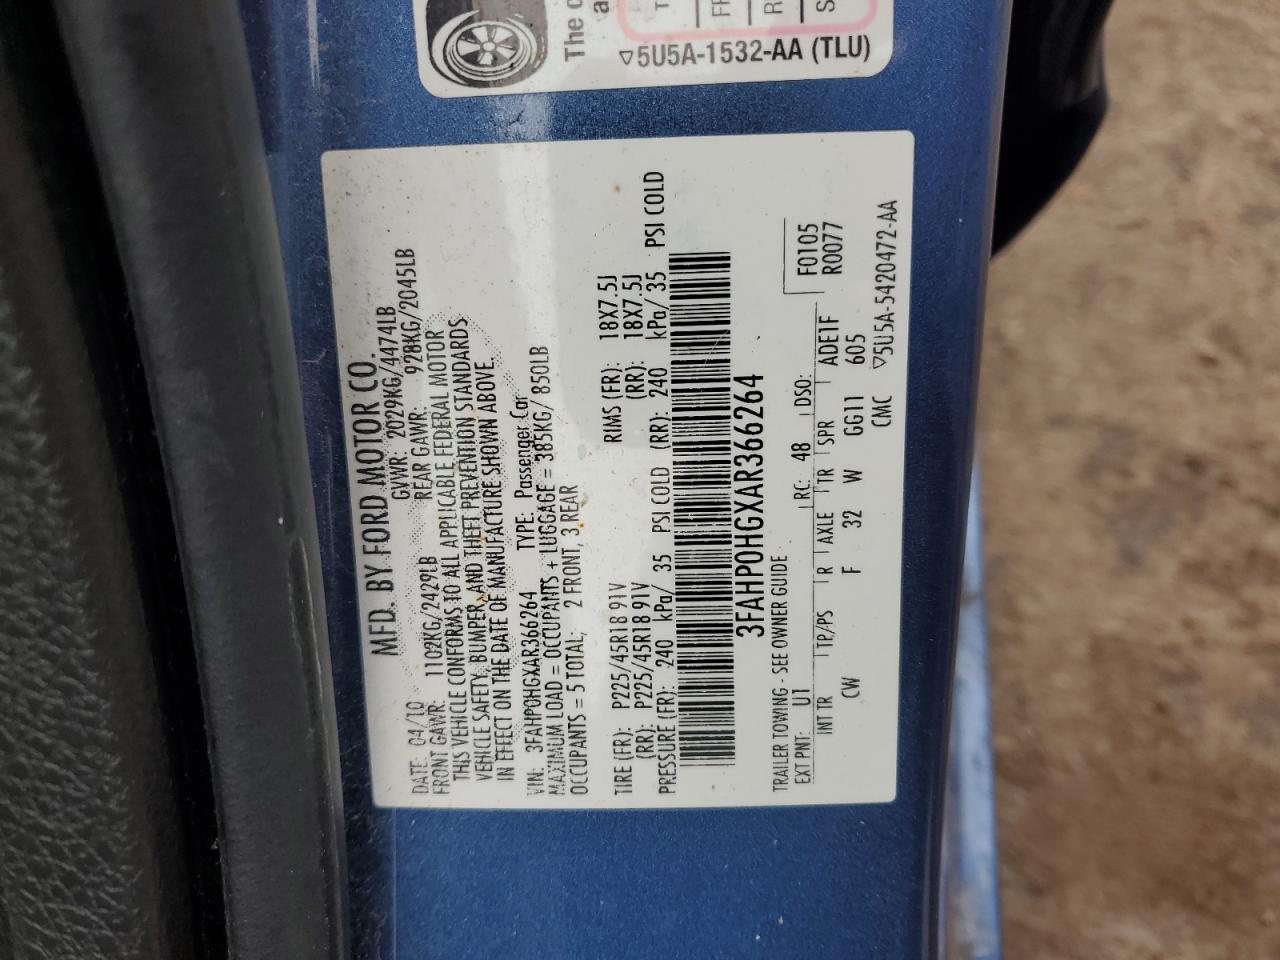 The
▽5U5A-1532-AA (TLU)
MFD. BY FORD MOTOR CO.
DATE: 04/10 GVWR: 2029KG/4474LB
FRONT GAWR: 1102KG/2429LB REAR GAWR: 928KG/2045LB
THIS VEHICLE CONFORMS TO ALL APPLICABLE FEDERAL MOTOR
VEHICLE SAFETY, BUMPER, AND THEFT PREVENTION STANDARDS
IN EFFECT ON THE DATE OF MANUFACTURE SHOWN ABOVE.
VIN: 3FAHP0HGXAR366264 TYPE: Passenger Car
MAXIMUM LOAD = OCCUPANTS + LUGGAGE = 385KG/ 850LB
OCCUPANTS = 5 TOTAL; 2 FRONT, 3 REAR
TIRE (FR): P225/45R18 91V RIMS (FR): 18X7.5J
(RR): P225/45R18 91V (RR): 18X7.5J
PRESSURE (FR): 240 kPa/ 35 PSI COLD (RR): 240 kPa/ 35 PSI COLD
3FAHP0HGXAR366264
TRAILER TOWING - SEE OWNER GUIDE
EXT PNT: U1 RC: 48 DSO: F0105
INT TR TP/PS R AXLE TR SPR ADE1F R0077
CW F 32 W GG11 605
CMC ▽5U5A-5420472-AA